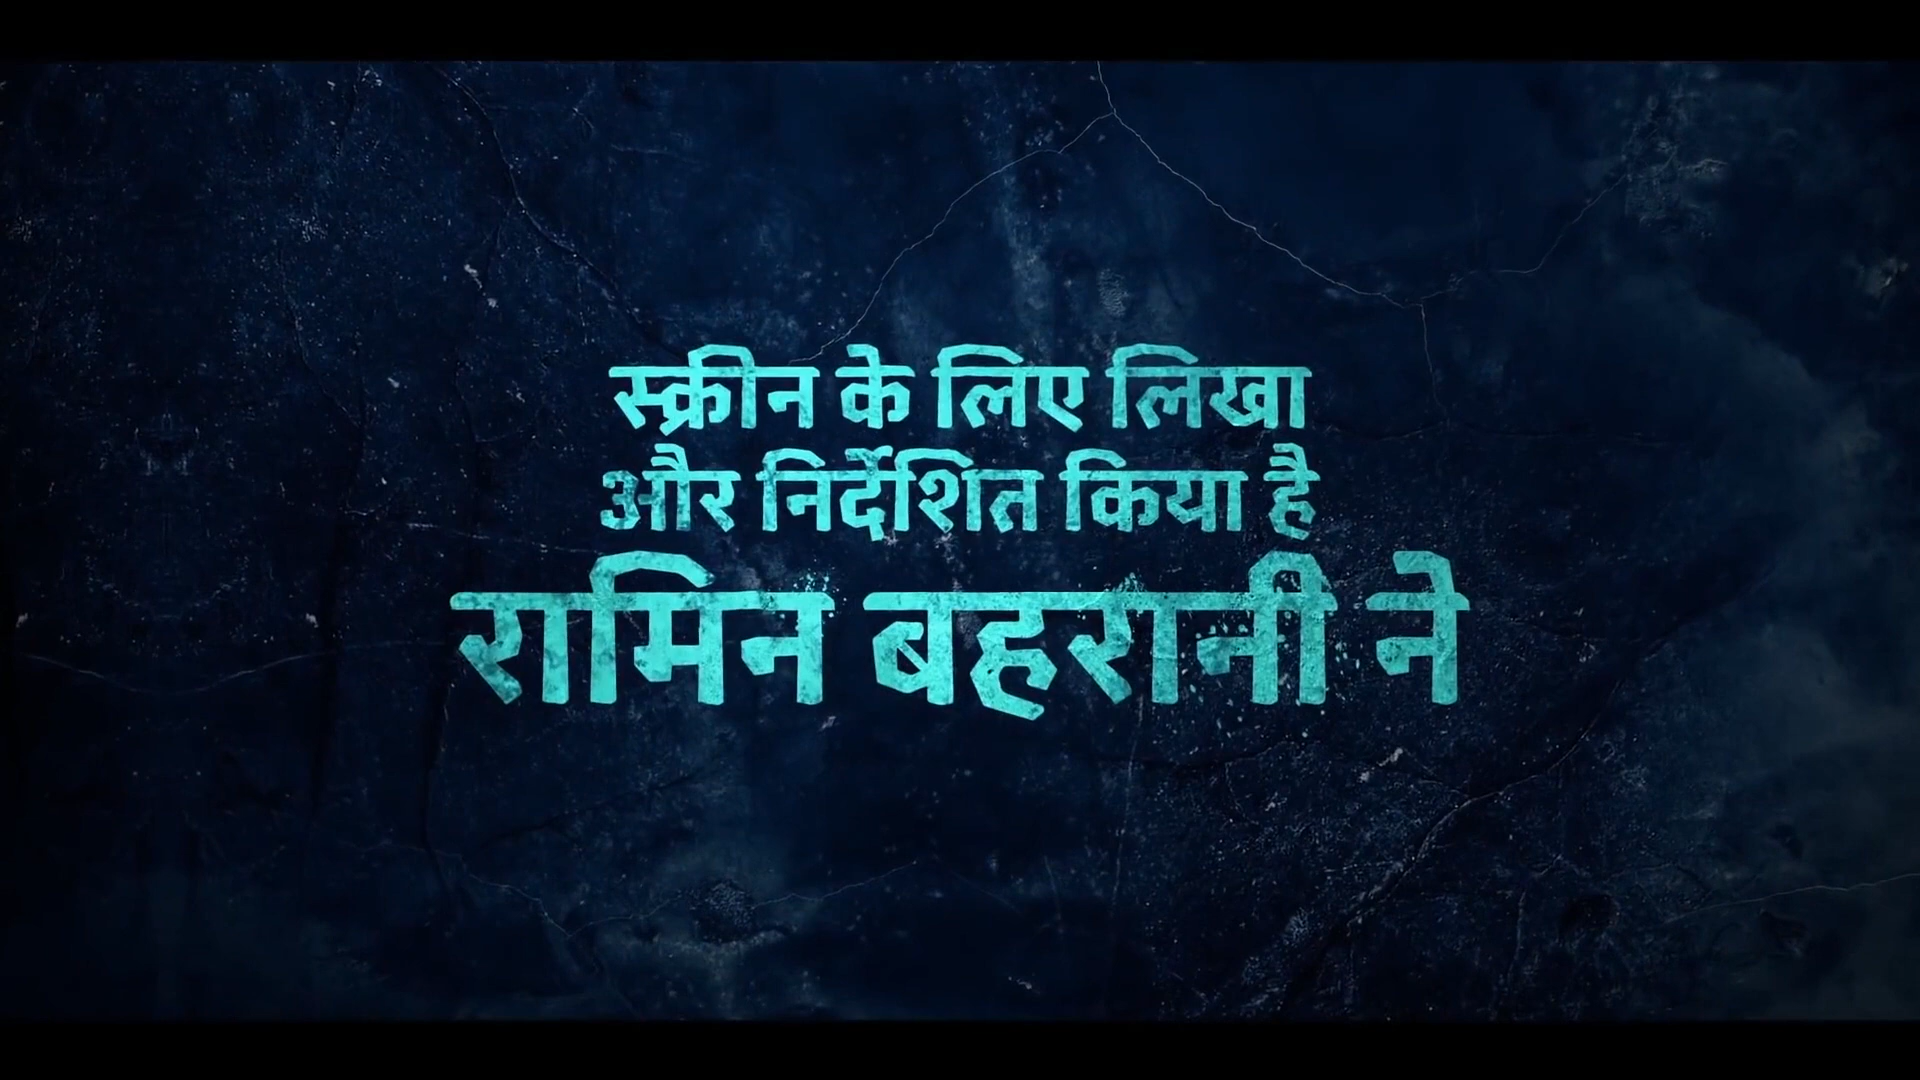 स्क्रीन के लिए लिखा
और निर्देशित किया है
रामिन बहरानी ने